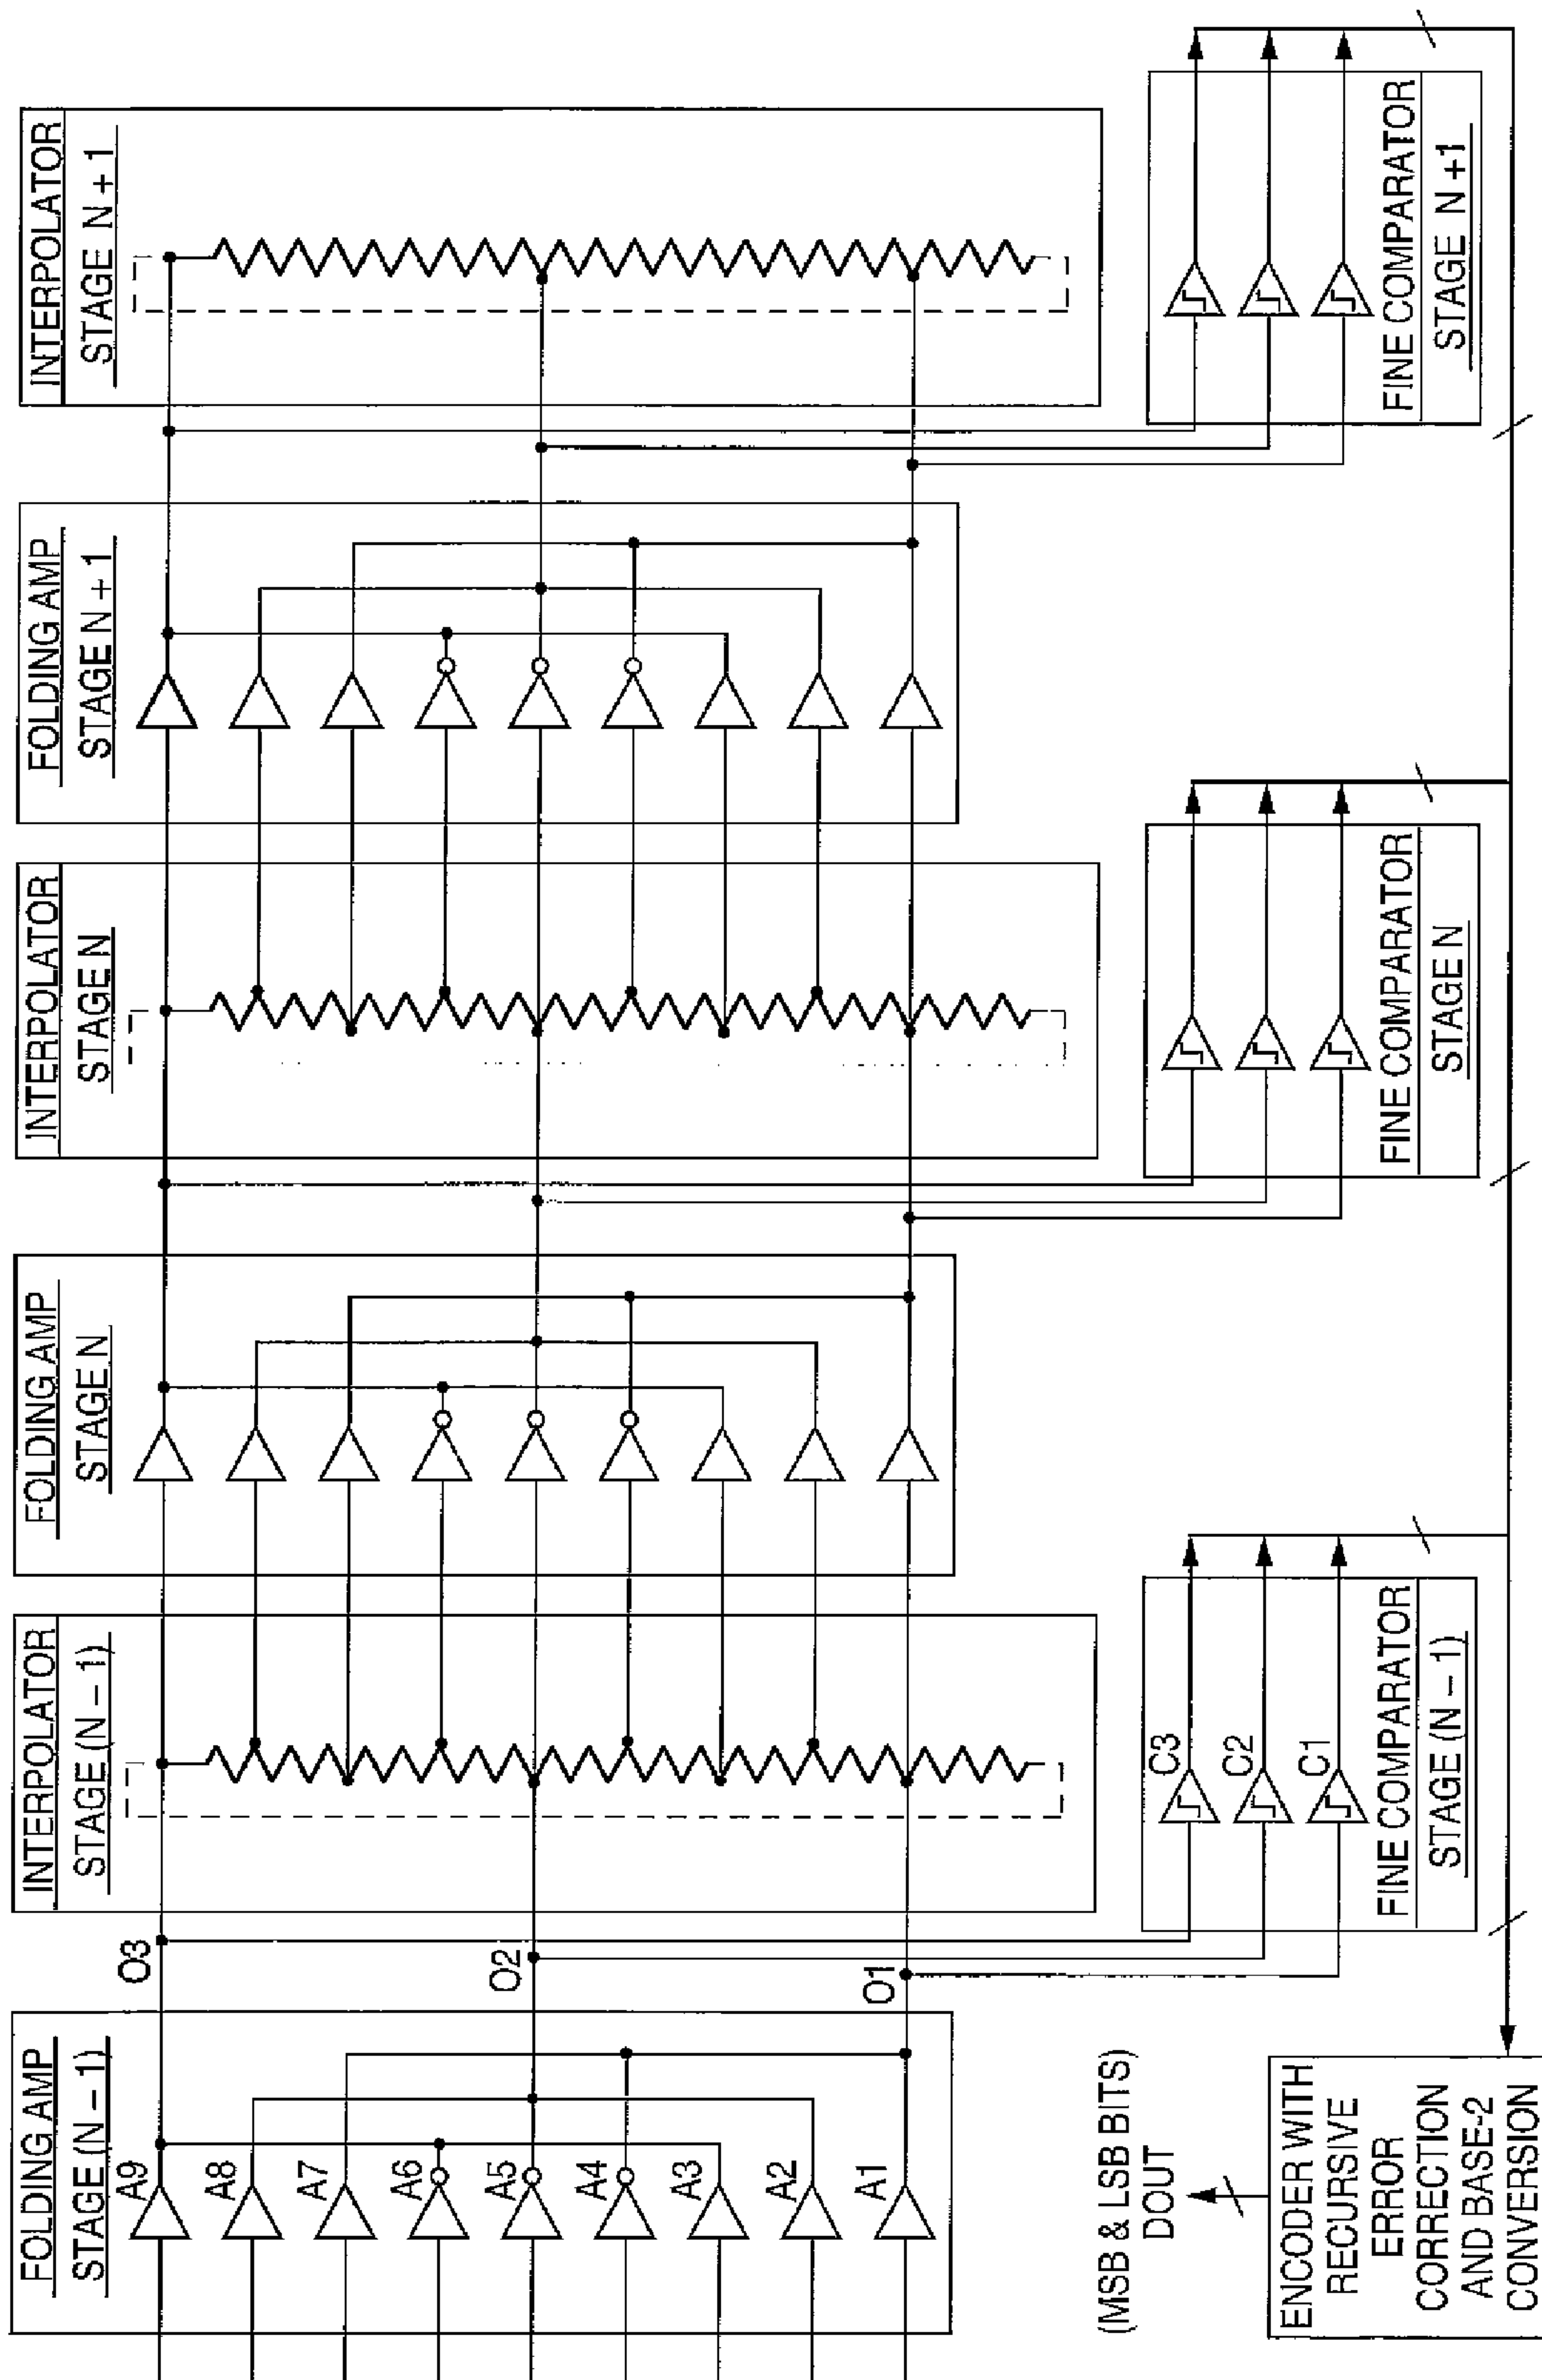 FOLDING AMP
STAGE (N – 1)
A9
A8
A7
A6
A5
A4
A3
A2
A1
O3
O2
O1
INTERPOLATOR
STAGE (N – 1)
FOLDING AMP
STAGE N
INTERPOLATOR
STAGE N
FOLDING AMP
STAGE N + 1
INTERPOLATOR
STAGE N + 1
(MSB & LSB BITS)
DOUT
ENCODER WITH
RECURSIVE
ERROR
CORRECTION
AND BASE-2
CONVERSION
C3
C2
C1
FINE COMPARATOR
STAGE (N – 1)
FINE COMPARATOR
STAGE N
FINE COMPARATOR
STAGE N +1